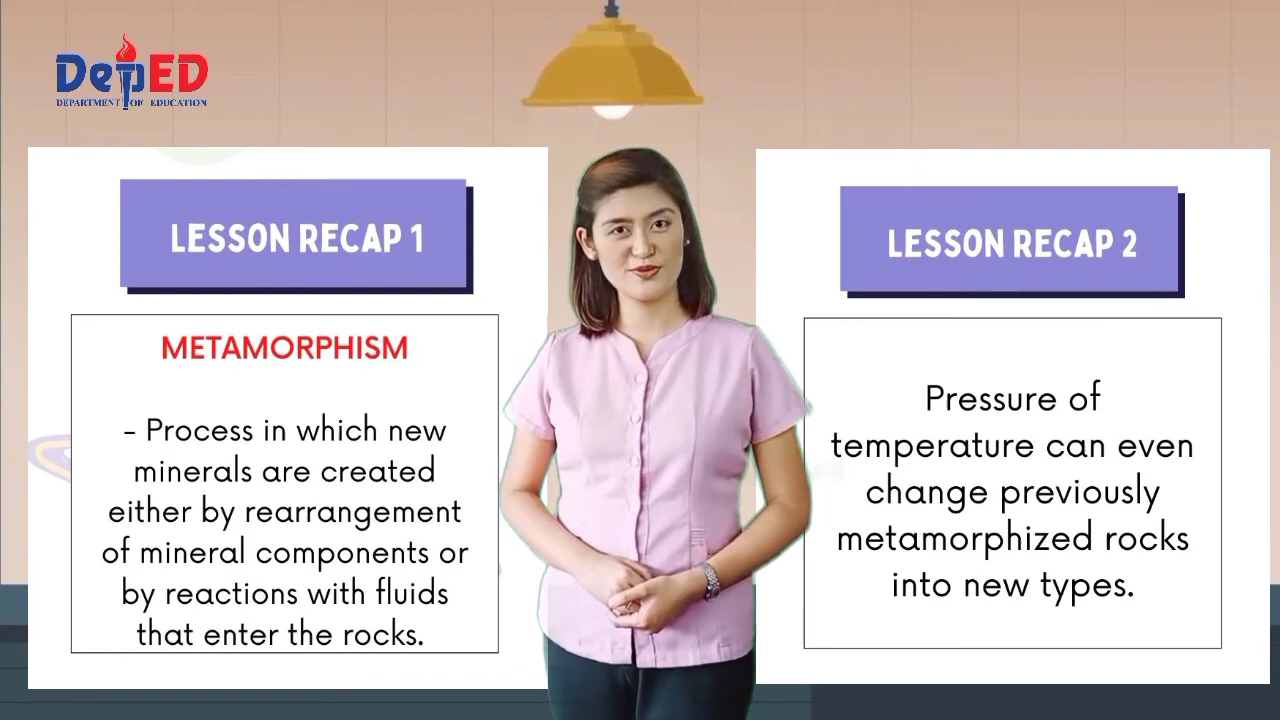 DepED
DEPARTMENT OF EDUCATION
LESSON RECAP 1
METAMORPHISM
- Process in which new
minerals are created
either by rearrangement
of mineral components or
by reactions with fluids
that enter the rocks.
LESSON RECAP 2
Pressure of
temperature can even
change previously
metamorphized rocks
into new types.